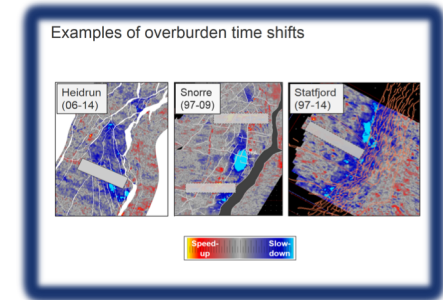 Examples of overburden time shifts
Heidrun
(06-14)
Snorre
(97-09)
Statfjord
(97-14)
Speed-
up
Slow-
down